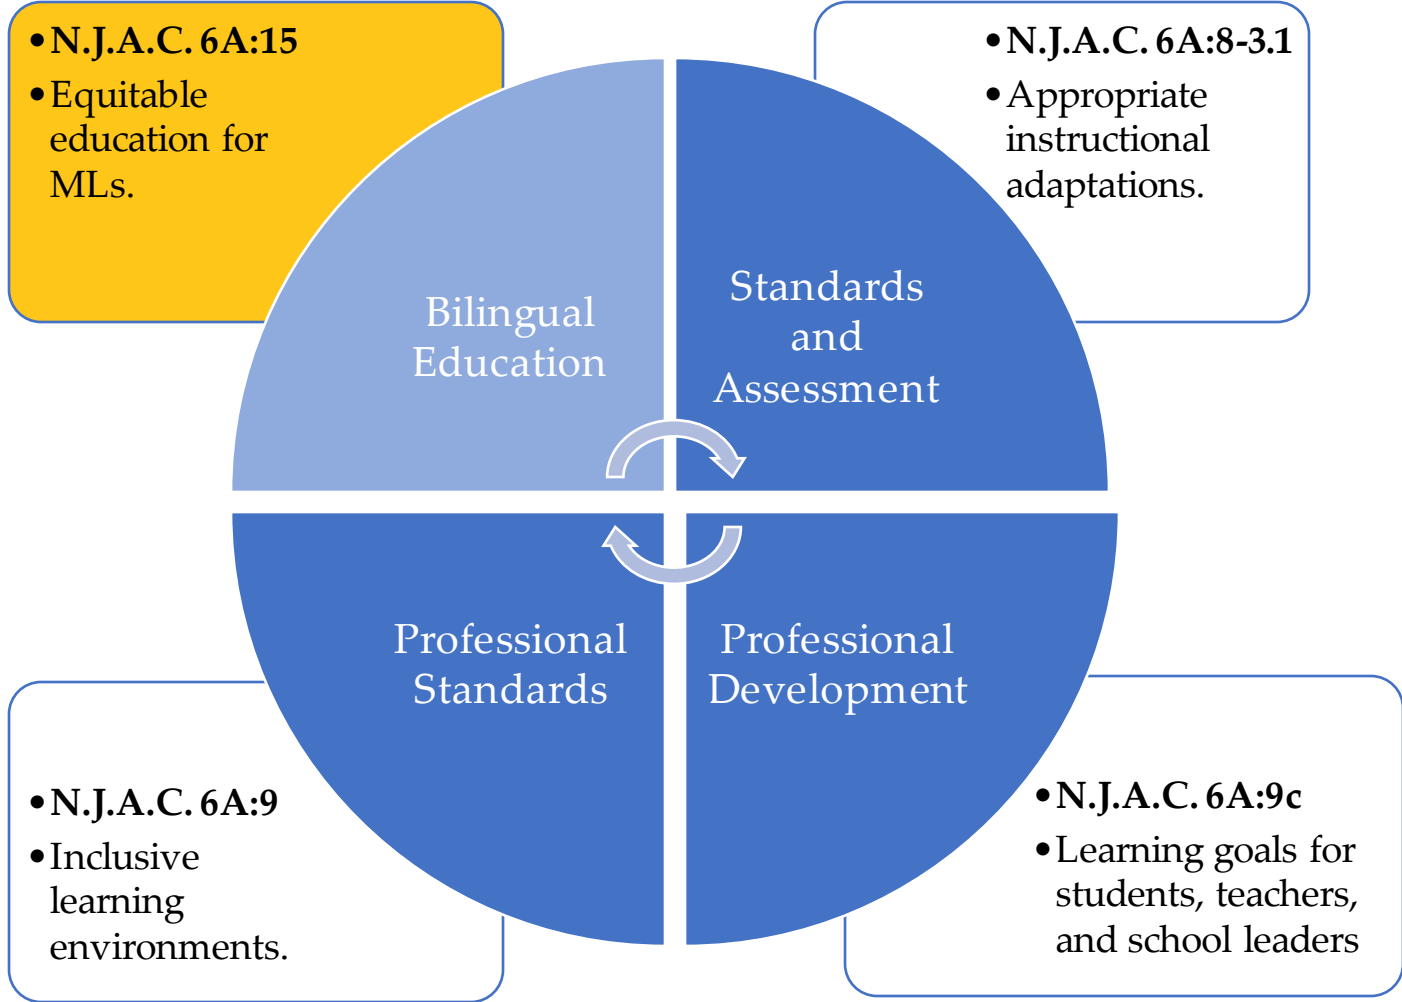 •N.J.A.C. 6A:15
•Equitable
education for
MLs.
•N.J.A.C. 6A:8-3.1
•Appropriate
instructional
adaptations.
Bilingual
Education
Standards
and
Assessment
Professional
Standards
Professional
Development
•N.J.A.C. 6A:9
•Inclusive
learning
environments.
•N.J.A.C. 6A:9c
•Learning goals for
students, teachers,
and school leaders